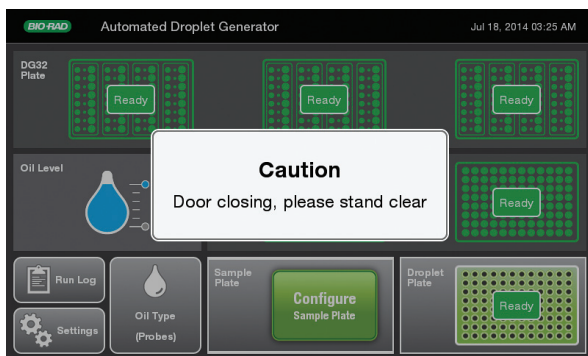 BIO-RAD Automated Droplet Generator Jul 18, 2014 03:25 AM
DG32
Plate
Ready Ready Ready
Caution
Door closing, please stand clear
Oil Level
Ready
Run Log
Settings
Oil Type
(Probes)
Sample
Plate
Configure
Sample Plate
Droplet
Plate
Ready